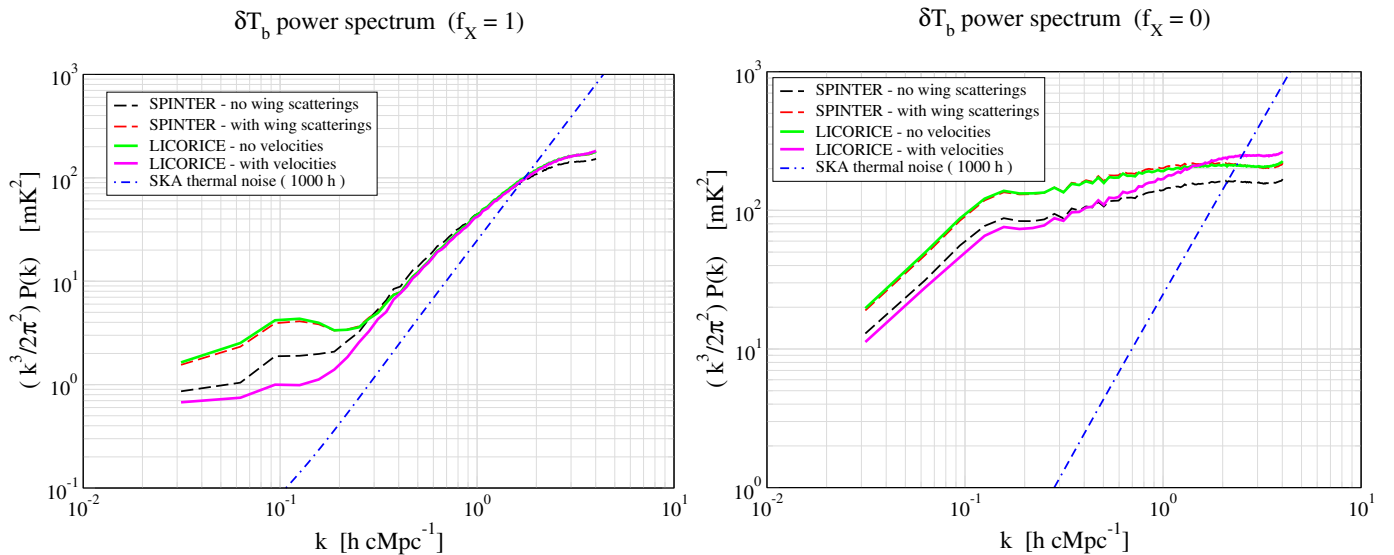 δT_b power spectrum (f_X = 1)
10^3
10^2
10^1
10^0
10^-1
( k^3/2π^2 ) P(k) [mK^2]
SPINTER - no wing scatterings
SPINTER - with wing scatterings
LICORICE - no velocities
LICORICE - with velocities
SKA thermal noise ( 1000 h )
10^-2
10^-1
10^0
10^1
k [h cMpc^-1]
δT_b power spectrum (f_X = 0)
10^3
10^2
10^1
10^0
( k^3/2π^2 ) P(k) [mK^2]
SPINTER - no wing scatterings
SPINTER - with wing scatterings
LICORICE - no velocities
LICORICE - with velocities
SKA thermal noise ( 1000 h )
10^-2
10^-1
10^0
10^1
k [h cMpc^-1]